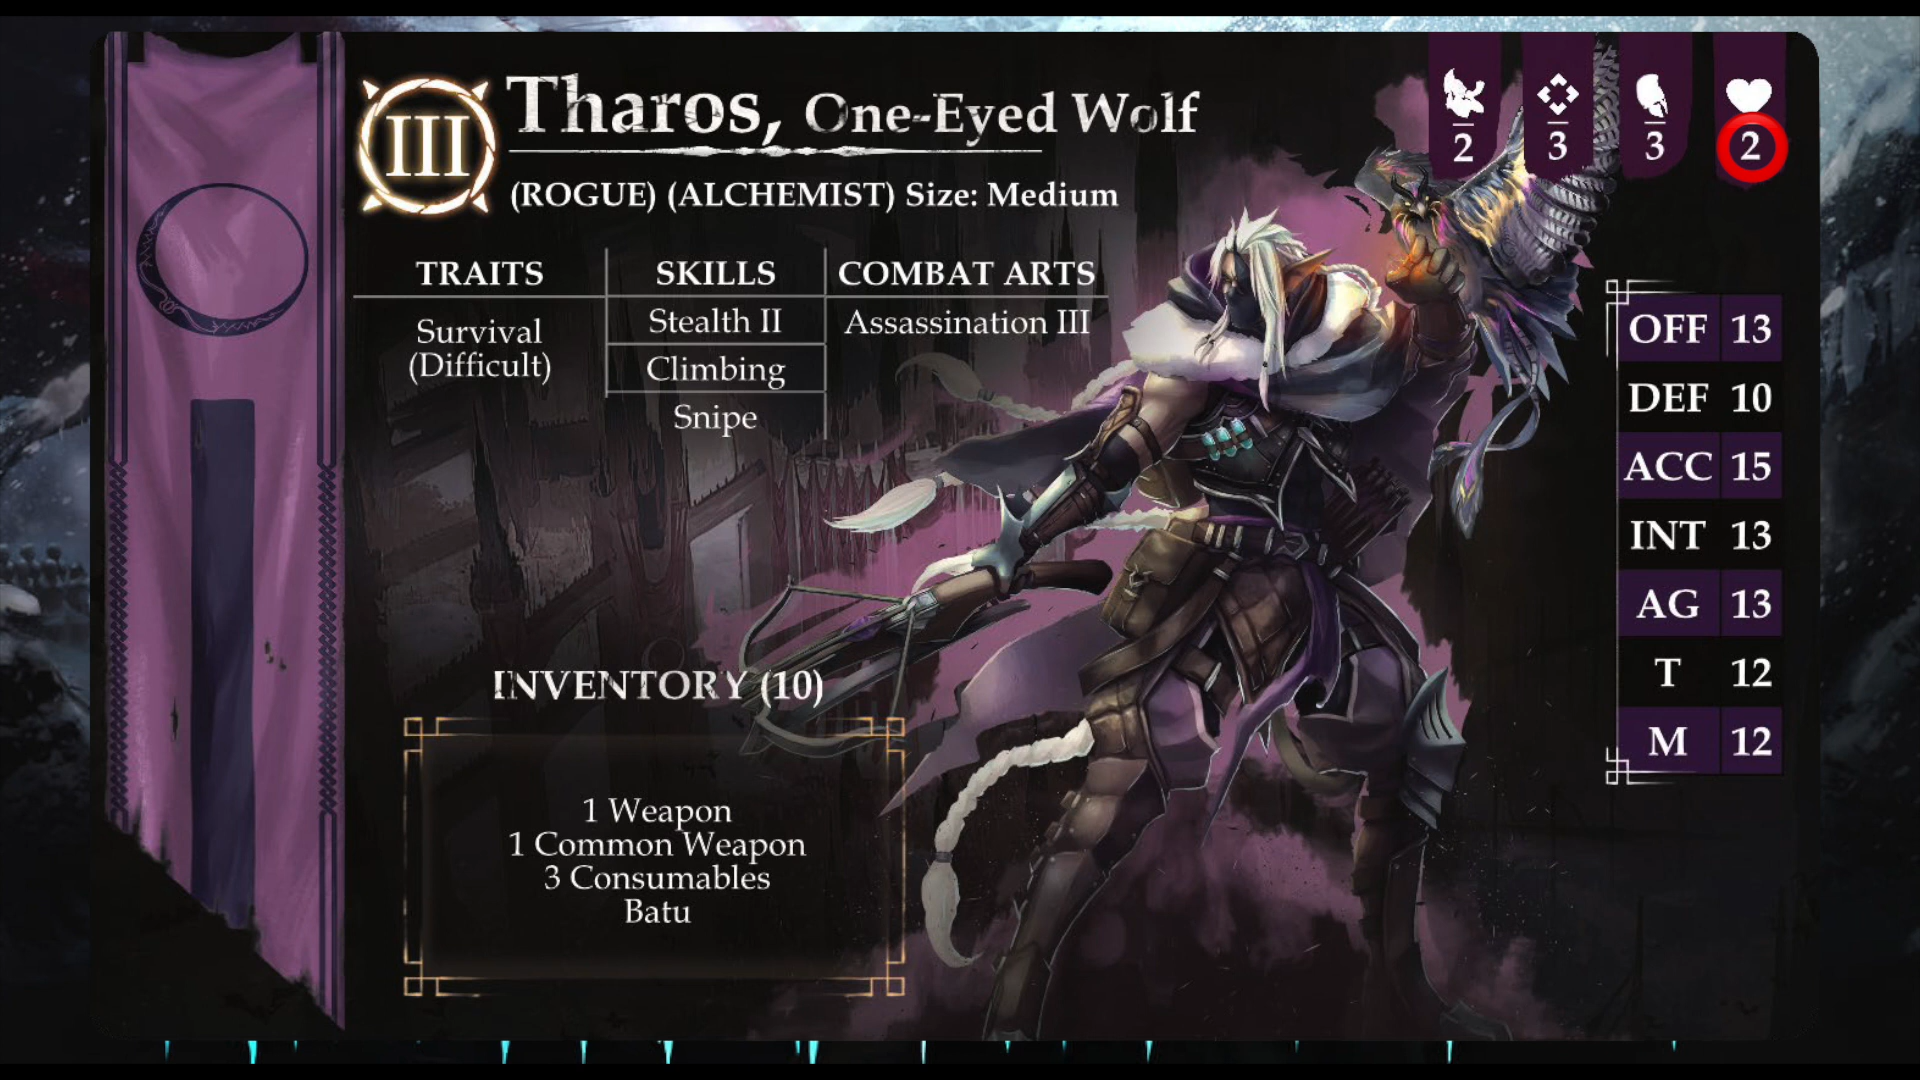 III
Tharos, One-Eyed Wolf
(ROGUE) (ALCHEMIST) Size: Medium
2 3 3 2
TRAITS SKILLS COMBAT ARTS
Survival
(Difficult)
Stealth II
Climbing
Snipe
Assassination III
OFF 13
DEF 10
ACC 15
INT 13
AG 13
T 12
M 12
INVENTORY (10)
1 Weapon
1 Common Weapon
3 Consumables
Batu